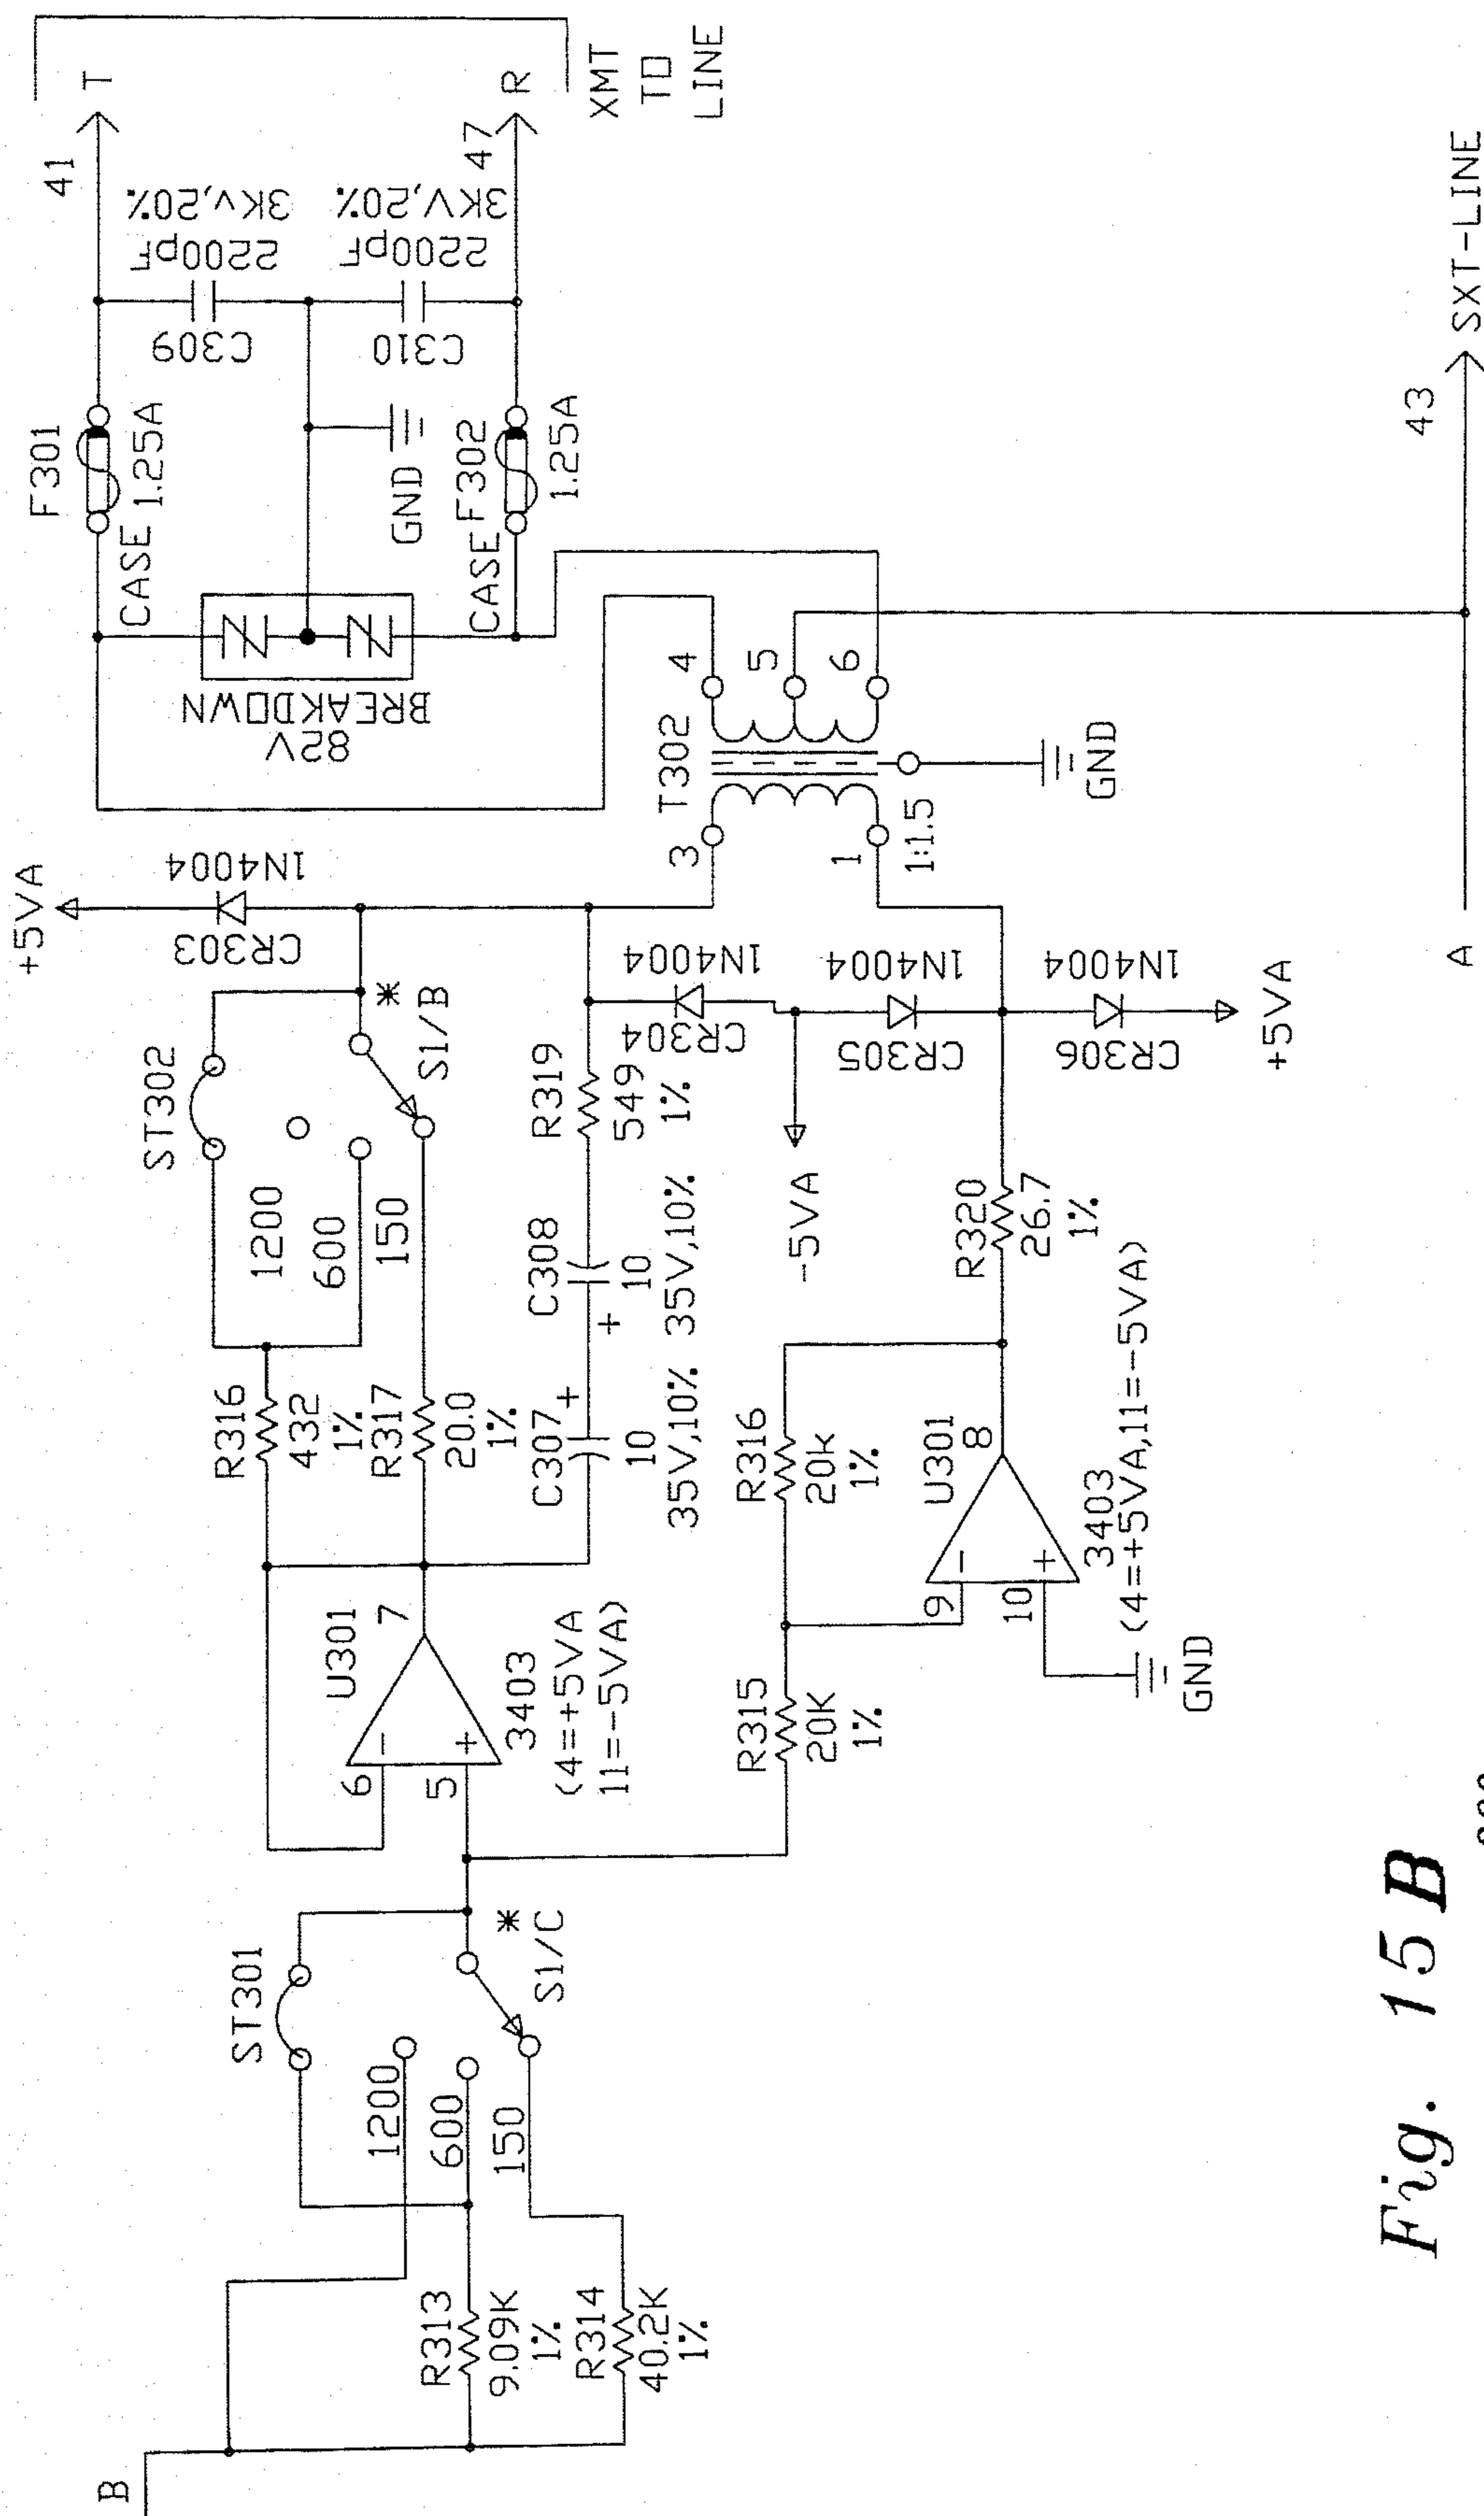 B
R313
9.09K
1%
R314
40.2K
1%
1200
600
150
ST301
*
S1/C
6
5
U301
7
3403
(4=+5VA
11=-5VA)
R315
20K
1%
R316
20k
1%
9
10
GND
U301
8
3403
(4=+5VA,11=-5VA)
R316
432
1%
R317
20.0
1%
C307
+
10
35V,10%
C308
+
10
35V,10%
R319
549
1%
1200
600
150
ST302
*
S1/B
R320
26.7
1%
-5VA
+5VA
CR303
1N4004
CR304
1N4004
CR305
1N4004
CR306
1N4004
+5VA
3
1
T302
1:1.5
4
5
6
GND
82V
BREAKDOWN
CASE
CASE
F301
1.25A
F302
1.25A
GND
C309
2200pF
3Kv,20%
C310
2200pF
3KV,20%
41
T
47
R
XMT
TO
LINE
A
43
SXT-LINE
Fig. 15B